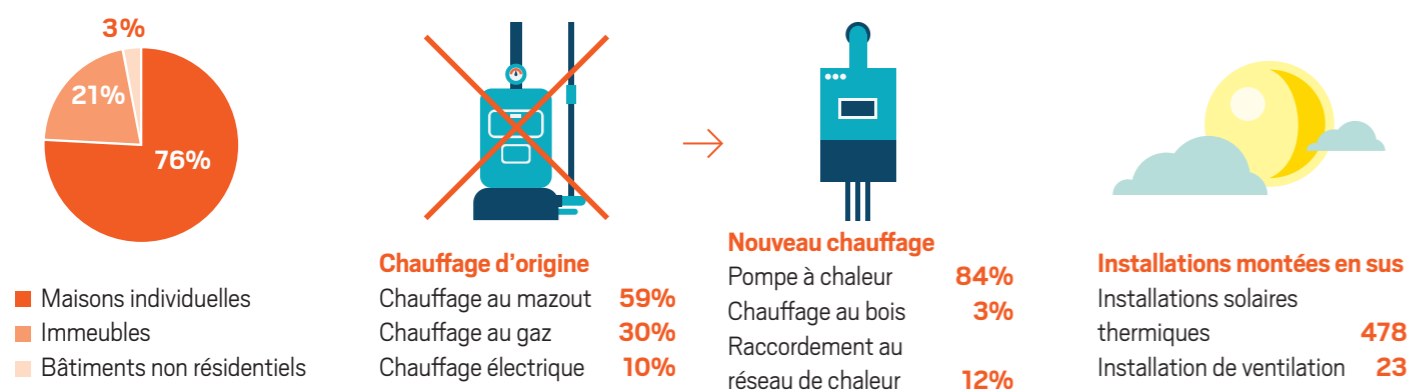 3%
21%
76%
Maisons individuelles
Immeubles
Bâtiments non résidentiels
Chauffage d’origine
Chauffage au mazout 59%
Chauffage au gaz 30%
Chauffage électrique 10%
Nouveau chauffage
Pompe à chaleur 84%
Chauffage au bois 3%
Raccordement au
réseau de chaleur 12%
Installations montées en sus
Installations solaires
thermiques 478
Installation de ventilation 23